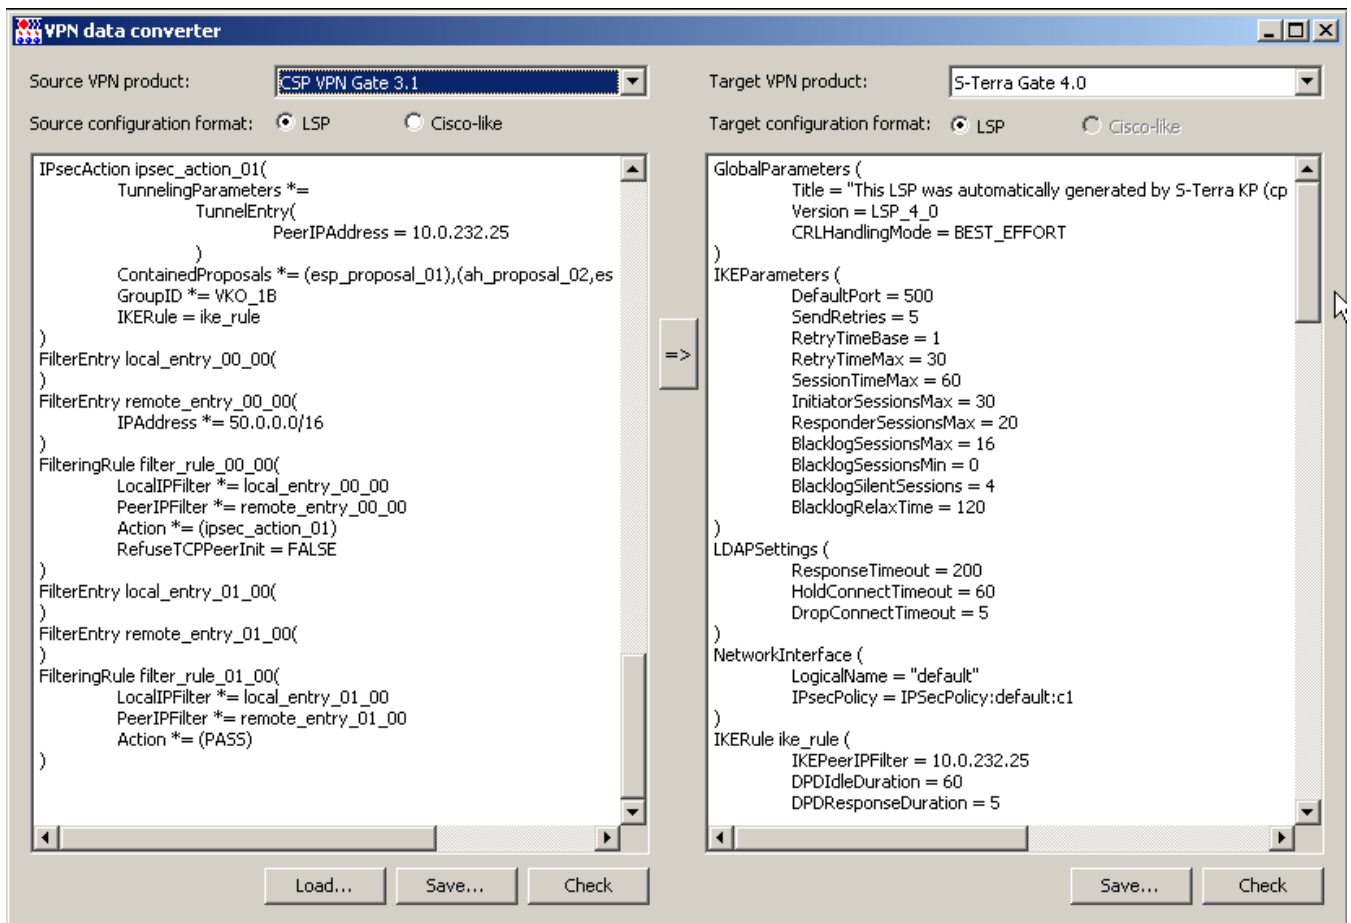 VPN data converter
Source VPN product:
CSP VPN Gate 3.1
Source configuration format:
LSP
Cisco-like
IPsecAction ipsec_action_01(
TunnelingParameters *=
TunnelEntry(
PeerIPAddress = 10.0.232.25
)
ContainedProposals *= (esp_proposal_01),(ah_proposal_02,es
GroupID *= VKO_1B
IKERule = ike_rule
)
FilterEntry local_entry_00_00(
)
FilterEntry remote_entry_00_00(
IPAddress *= 50.0.0.0/16
)
FilteringRule filter_rule_00_00(
LocalIPFilter *= local_entry_00_00
PeerIPFilter *= remote_entry_00_00
Action *= (ipsec_action_01)
RefuseTCPPeerInit = FALSE
)
FilterEntry local_entry_01_00(
)
FilterEntry remote_entry_01_00(
)
FilteringRule filter_rule_01_00(
LocalIPFilter *= local_entry_01_00
PeerIPFilter *= remote_entry_01_00
Action *= (PASS)
)
Load...
Save...
Check
=>
Target VPN product:
S-Terra Gate 4.0
Target configuration format:
LSP
Cisco-like
GlobalParameters (
Title = "This LSP was automatically generated by S-Terra KP (cp
Version = LSP_4_0
CRLHandlingMode = BEST_EFFORT
)
IKEParameters (
DefaultPort = 500
SendRetries = 5
RetryTimeBase = 1
RetryTimeMax = 30
SessionTimeMax = 60
InitiatorSessionsMax = 30
ResponderSessionsMax = 20
BlacklogSessionsMax = 16
BlacklogSessionsMin = 0
BlacklogSilentSessions = 4
BlacklogRelaxTime = 120
)
LDAPSettings (
ResponseTimeout = 200
HoldConnectTimeout = 60
DropConnectTimeout = 5
)
NetworkInterface (
LogicalName = "default"
IPsecPolicy = IPSecPolicy:default:c1
)
IKERule ike_rule (
IKEPeerIPFilter = 10.0.232.25
DPDIdleDuration = 60
DPDResponseDuration = 5
Save...
Check